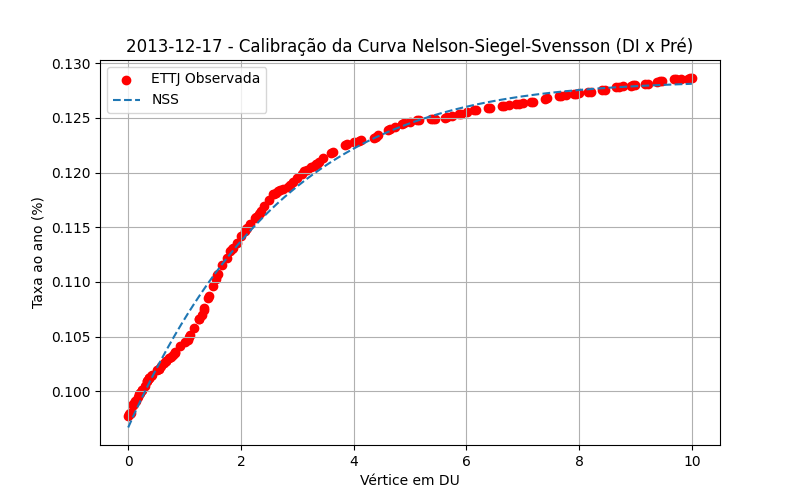 2013-12-17 - Calibração da Curva Nelson-Siegel-Svensson (DI x Pré)
ETTJ Observada
NSS
Taxa ao ano (%)
0.130
0.125
0.120
0.115
0.110
0.105
0.100
0 2 4 6 8 10
Vértice em DU